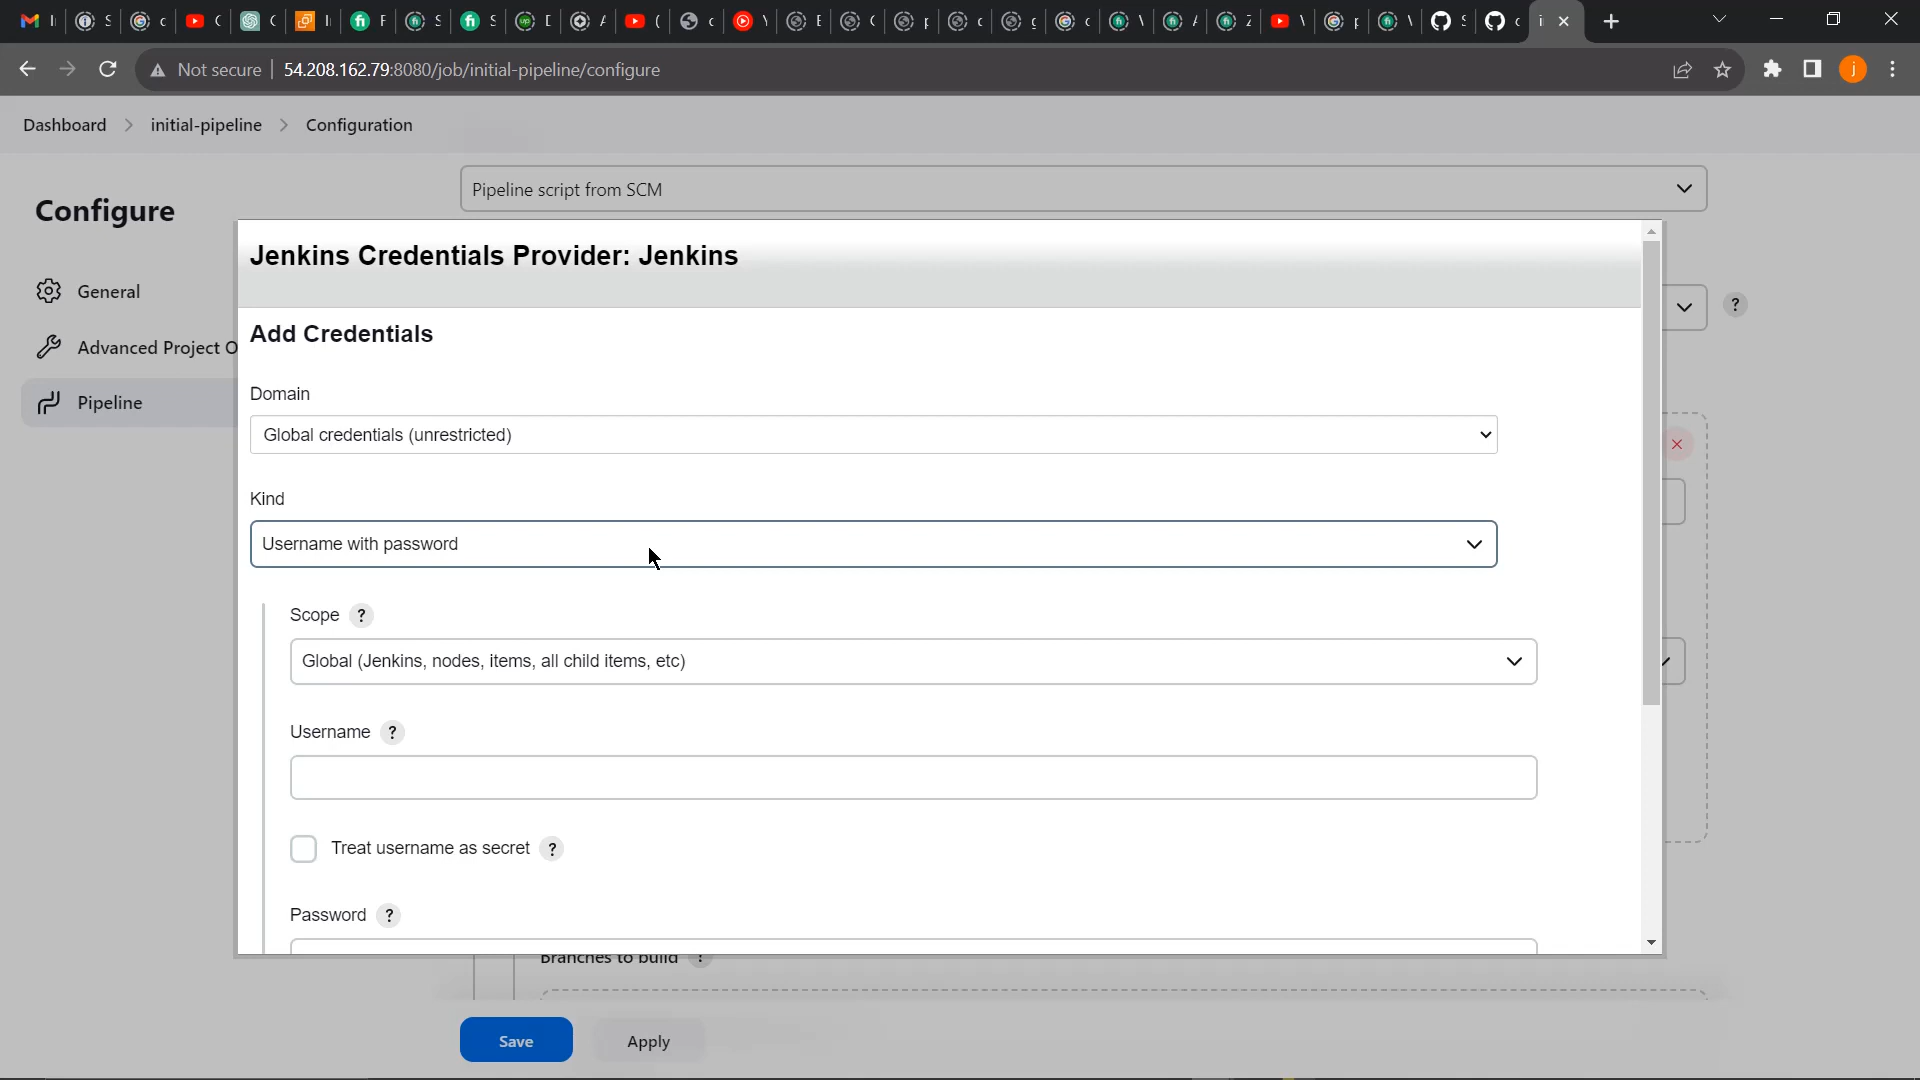 Not secure
54.208.162.79:8080/job/initial-pipeline/configure
j
Dashboard > initial-pipeline > Configuration
Configure
General
Advanced Project O
Pipeline
Pipeline script from SCM
?
Jenkins Credentials Provider: Jenkins
Add Credentials
Domain
Global credentials (unrestricted)
Kind
Username with password
Scope ?
Global (Jenkins, nodes, items, all child items, etc)
Username ?
Treat username as secret ?
Password ?
Branches to build
Save
Apply